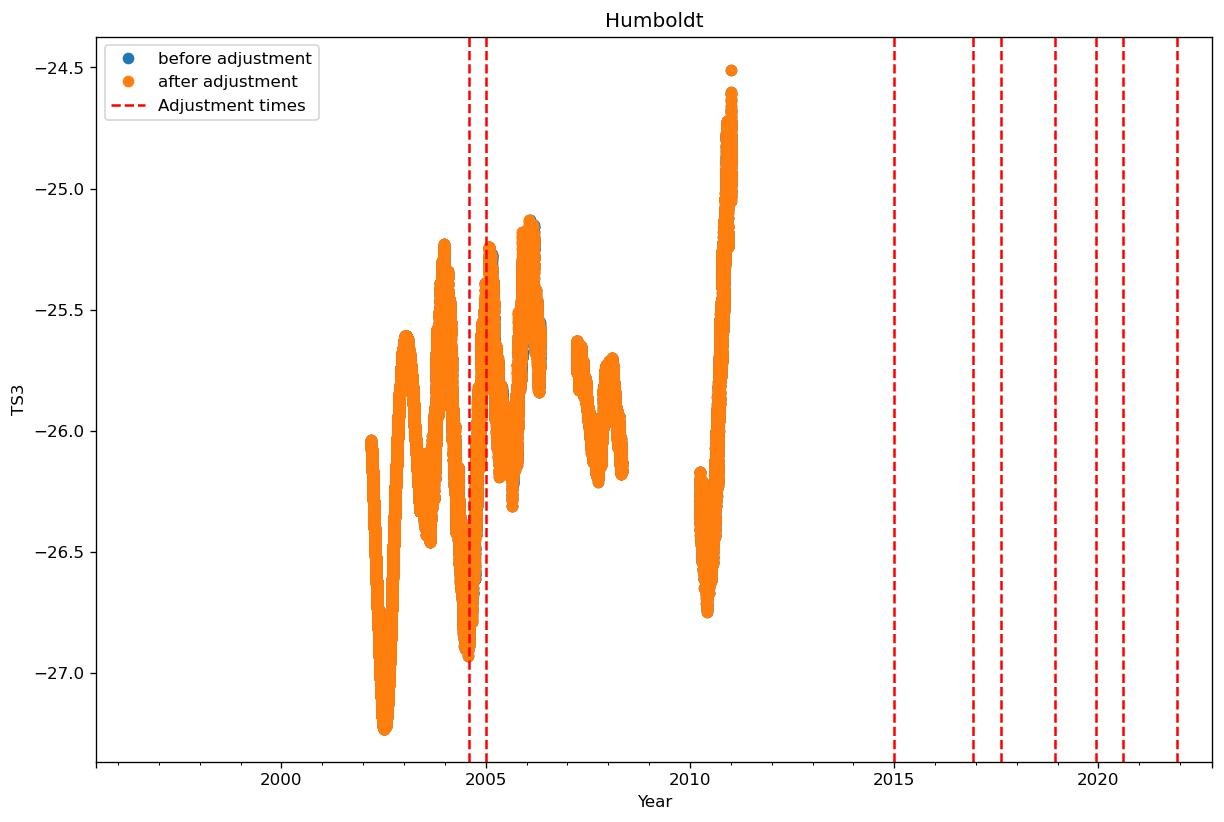 Humboldt
before adjustment
after adjustment
Adjustment times
−24.5
−25.0
−25.5
−26.0
−26.5
−27.0
TS3
2000 2005 2010 2015 2020
Year